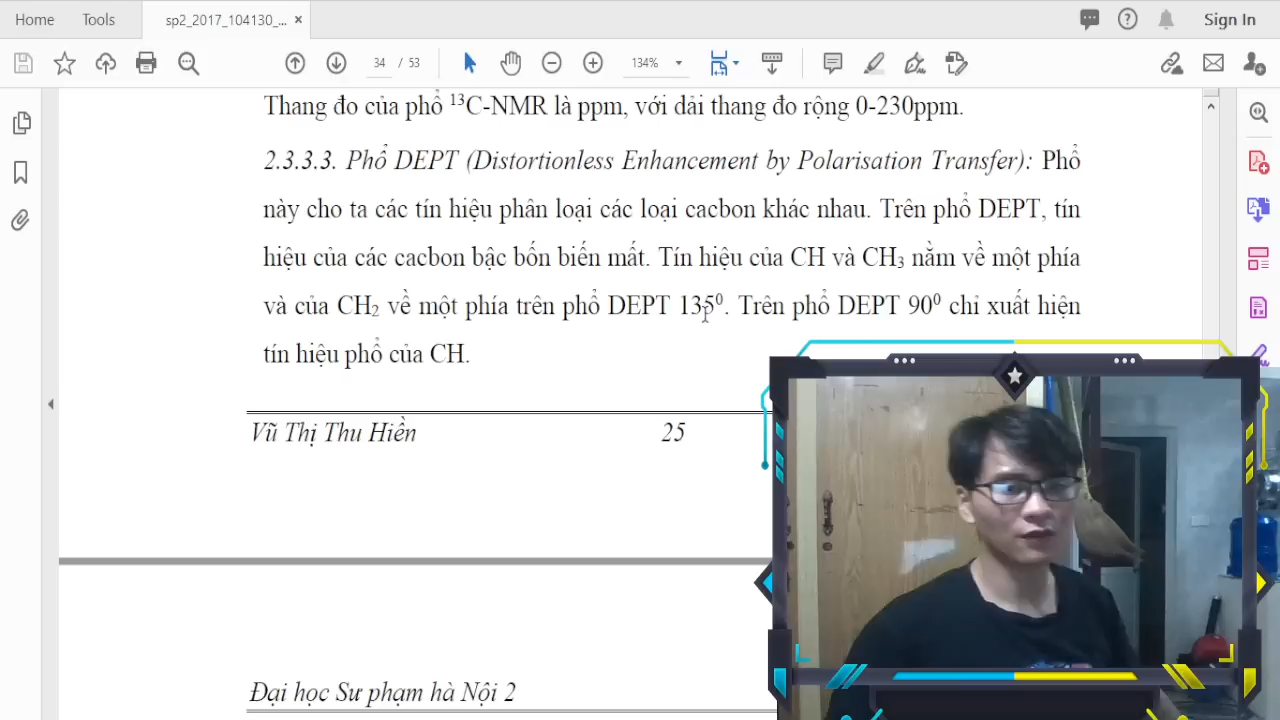 Home Tools sp2_2017_104130_... × Sign In
34 / 53 134%
Thang đo của phổ ¹³C-NMR là ppm, với dải thang đo rộng 0-230ppm.
2.3.3.3. Phổ DEPT (Distortionless Enhancement by Polarisation Transfer): Phổ
này cho ta các tín hiệu phân loại các loại cacbon khác nhau. Trên phổ DEPT, tín
hiệu của các cacbon bậc bốn biến mất. Tín hiệu của CH và CH₃ nằm về một phía
và của CH₂ về một phía trên phổ DEPT 135⁰. Trên phổ DEPT 90⁰ chỉ xuất hiện
tín hiệu phổ của CH.
Vũ Thị Thu Hiền 25
Đại học Sư phạm hà Nội 2